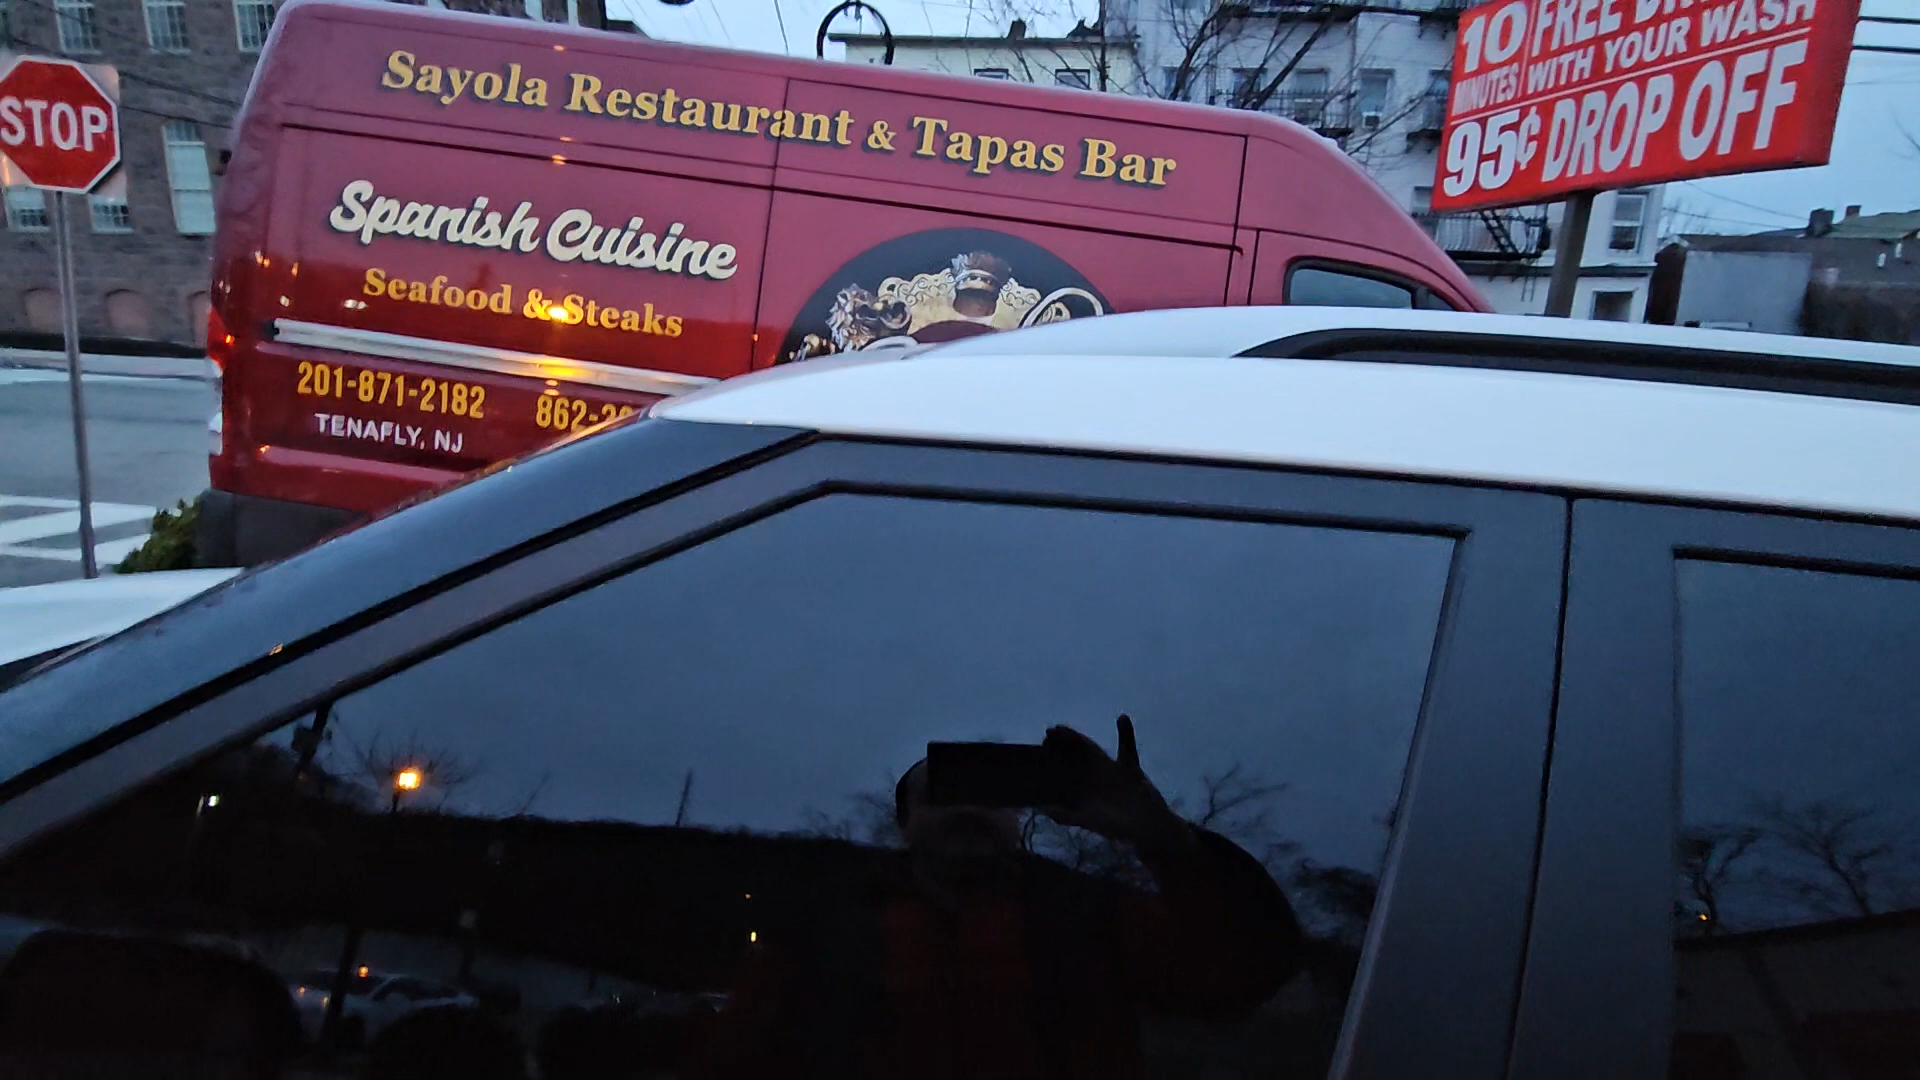 STOP
Sayola Restaurant & Tapas Bar
Spanish Cuisine
Seafood & Steaks
201-871-2182 862-
TENAFLY, NJ
10 MINUTES FREE
WITH YOUR WASH
95¢ DROP OFF